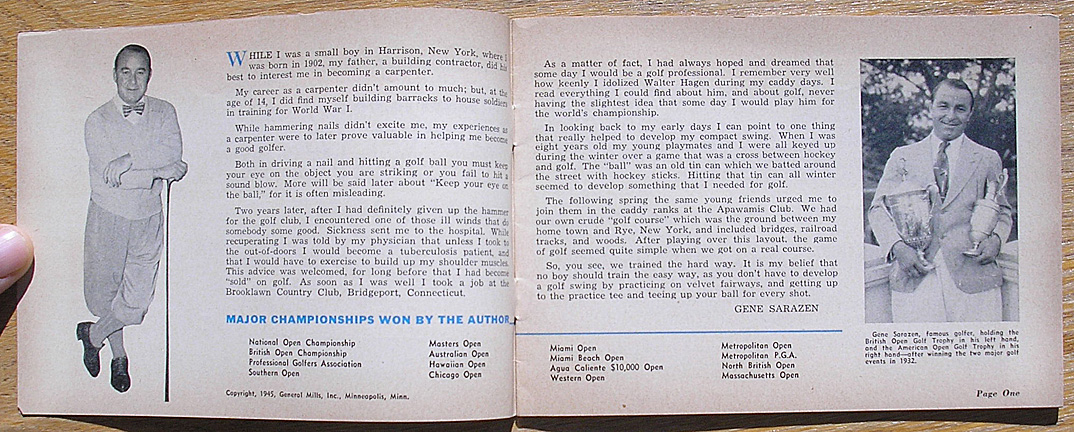 WHILE I was a small boy in Harrison, New York, where I
was born in 1902, my father, a building contractor, did his
best to interest me in becoming a carpenter.
My career as a carpenter didn't amount to much; but, at the
age of 14, I did find myself building barracks to house soldiers
in training for World War I.
While hammering nails didn't excite me, my experiences as
a carpenter were to later prove valuable in helping me become
a good golfer.
Both in driving a nail and hitting a golf ball you must keep
your eye on the object you are striking or you fail to hit a
sound blow. More will be said later about "Keep your eye on
the ball," for it is often misleading.
Two years later, after I had definitely given up the hammer
for the golf club, I encountered one of those ill winds that do
somebody some good. Sickness sent me to the hospital. While
recuperating I was told by my physician that unless I took to
the out-of-doors I would become a tuberculosis patient, and
that I would have to exercise to build up my shoulder muscles.
This advice was welcomed, for long before that I had become
"sold" on golf. As soon as I was well I took a job at the
Brooklawn Country Club, Bridgeport, Connecticut.
MAJOR CHAMPIONSHIPS WON BY THE AUTHOR
National Open Championship
British Open Championship
Professional Golfers Association
Southern Open
Masters Open
Australian Open
Hawaiian Open
Chicago Open
Copyright, 1945, General Mills, Inc., Minneapolis, Minn.
As a matter of fact, I had always hoped and dreamed that
some day I would be a golf professional. I remember very well
how keenly I idolized Walter Hagen during my caddy days. I
read everything I could find about him, and about golf, never
having the slightest idea that some day I would play him for
the world's championship.
In looking back to my early days I can point to one thing
that really helped to develop my compact swing. When I was
eight years old my young playmates and I were all keyed up
during the winter over a game that was a cross between hockey
and golf. The "ball" was an old tin can which we batted around
the street with hockey sticks. Hitting that tin can all winter
seemed to develop something that I needed for golf.
The following spring the same young friends urged me to
join them in the caddy ranks at the Apawamis Club. We had
our own crude "golf course" which was the ground between my
home town and Rye, New York, and included bridges, railroad
tracks, and woods. After playing over this layout, the game
of golf seemed quite simple when we got on a real course.
So, you see, we trained the hard way. It is my belief that
no boy should train the easy way, as you don't have to develop
a golf swing by practicing on velvet fairways, and getting up
to the practice tee and teeing up your ball for every shot.
GENE SARAZEN
Miami Open
Miami Beach Open
Agua Caliente $10,000 Open
Western Open
Metropolitan Open
Metropolitan P.G.A.
North British Open
Massachusetts Open
Gene Sarazen, famous golfer, holding the
British Open Golf Trophy in his left hand,
and the American Open Golf Trophy in his
right hand—after winning the two major golf
events in 1932.
Page One